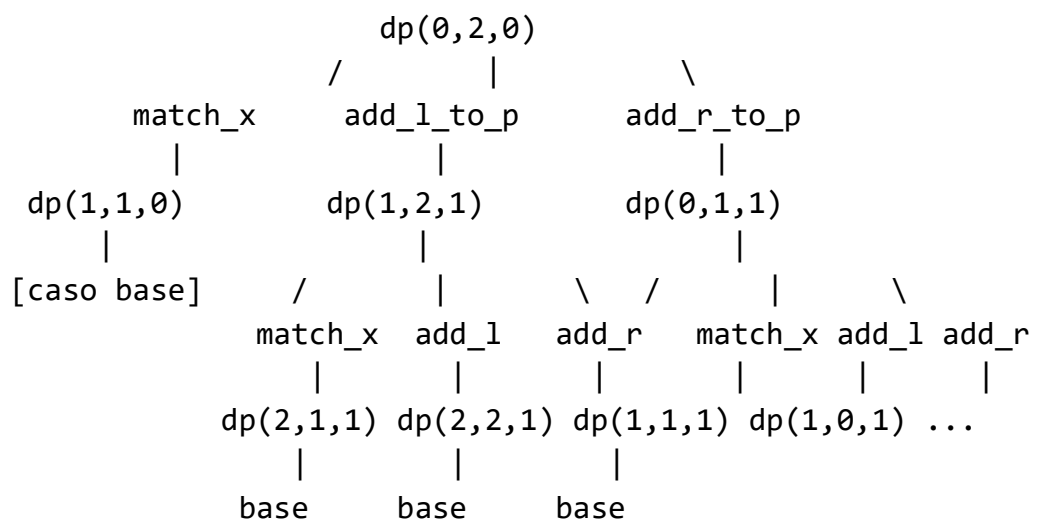 dp(0,2,0)
/ | \
match_x add_l_to_p add_r_to_p
| | |
dp(1,1,0) dp(1,2,1) dp(0,1,1)
| | |
[caso base] / | \ / | \
match_x add_l add_r match_x add_l add_r
| | | | | |
dp(2,1,1) dp(2,2,1) dp(1,1,1) dp(1,0,1) ...
| | |
base base base